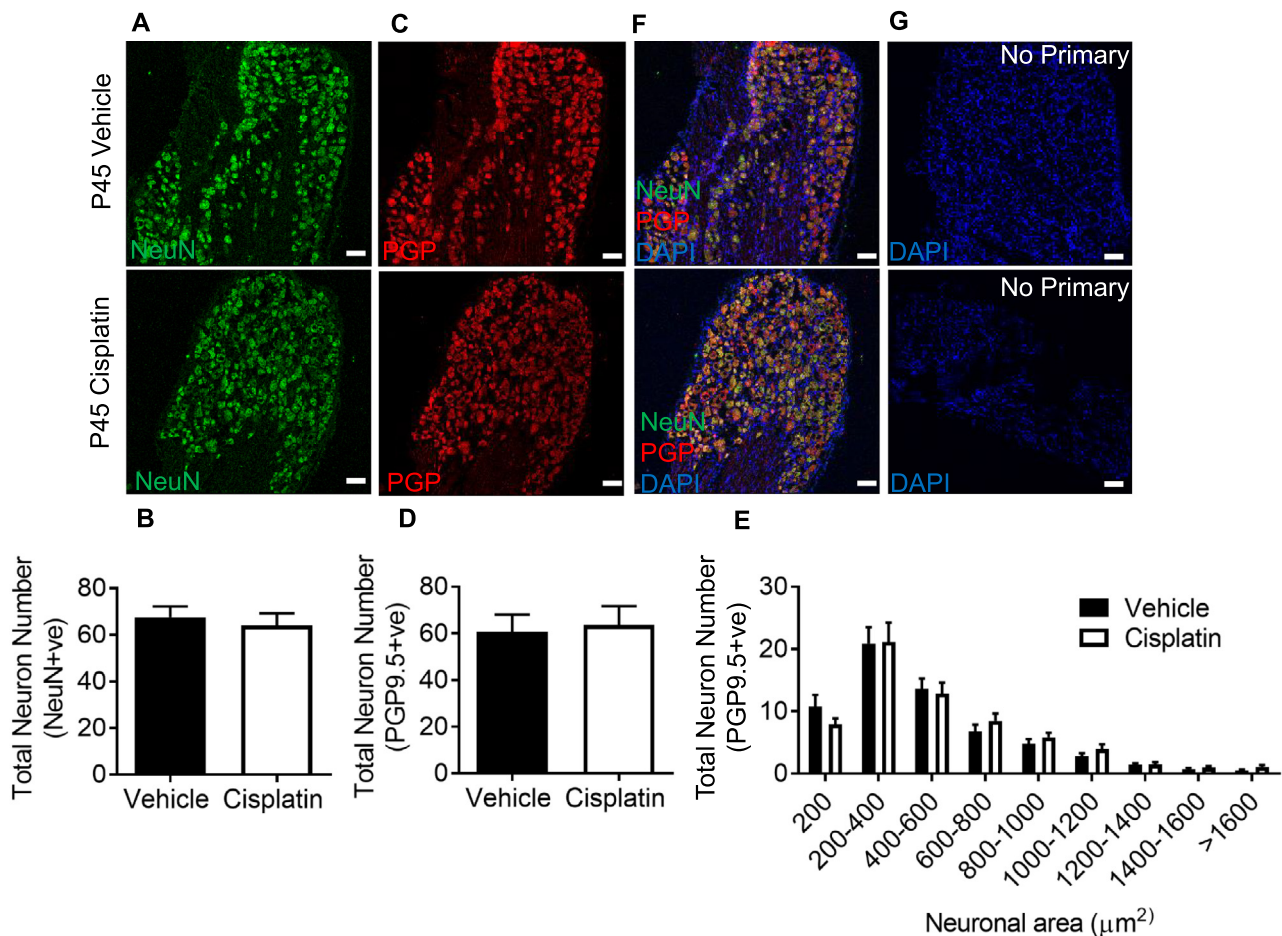 A
C
F
G
P45 Vehicle
NeuN
PGP
NeuN
PGP
DAPI
No Primary
DAPI
P45 Cisplatin
NeuN
PGP
NeuN
PGP
DAPI
No Primary
DAPI
B
Total Neuron Number
(NeuN+ve)
80
60
40
20
0
Vehicle Cisplatin
D
Total Neuron Number
(PGP9.5+ve)
80
60
40
20
0
Vehicle Cisplatin
E
Total Neuron Number
(PGP9.5+ve)
30
20
10
0
Vehicle
Cisplatin
200
200-400
400-600
600-800
800-1000
1000-1200
1200-1400
1400-1600
>1600
Neuronal area (μm²)